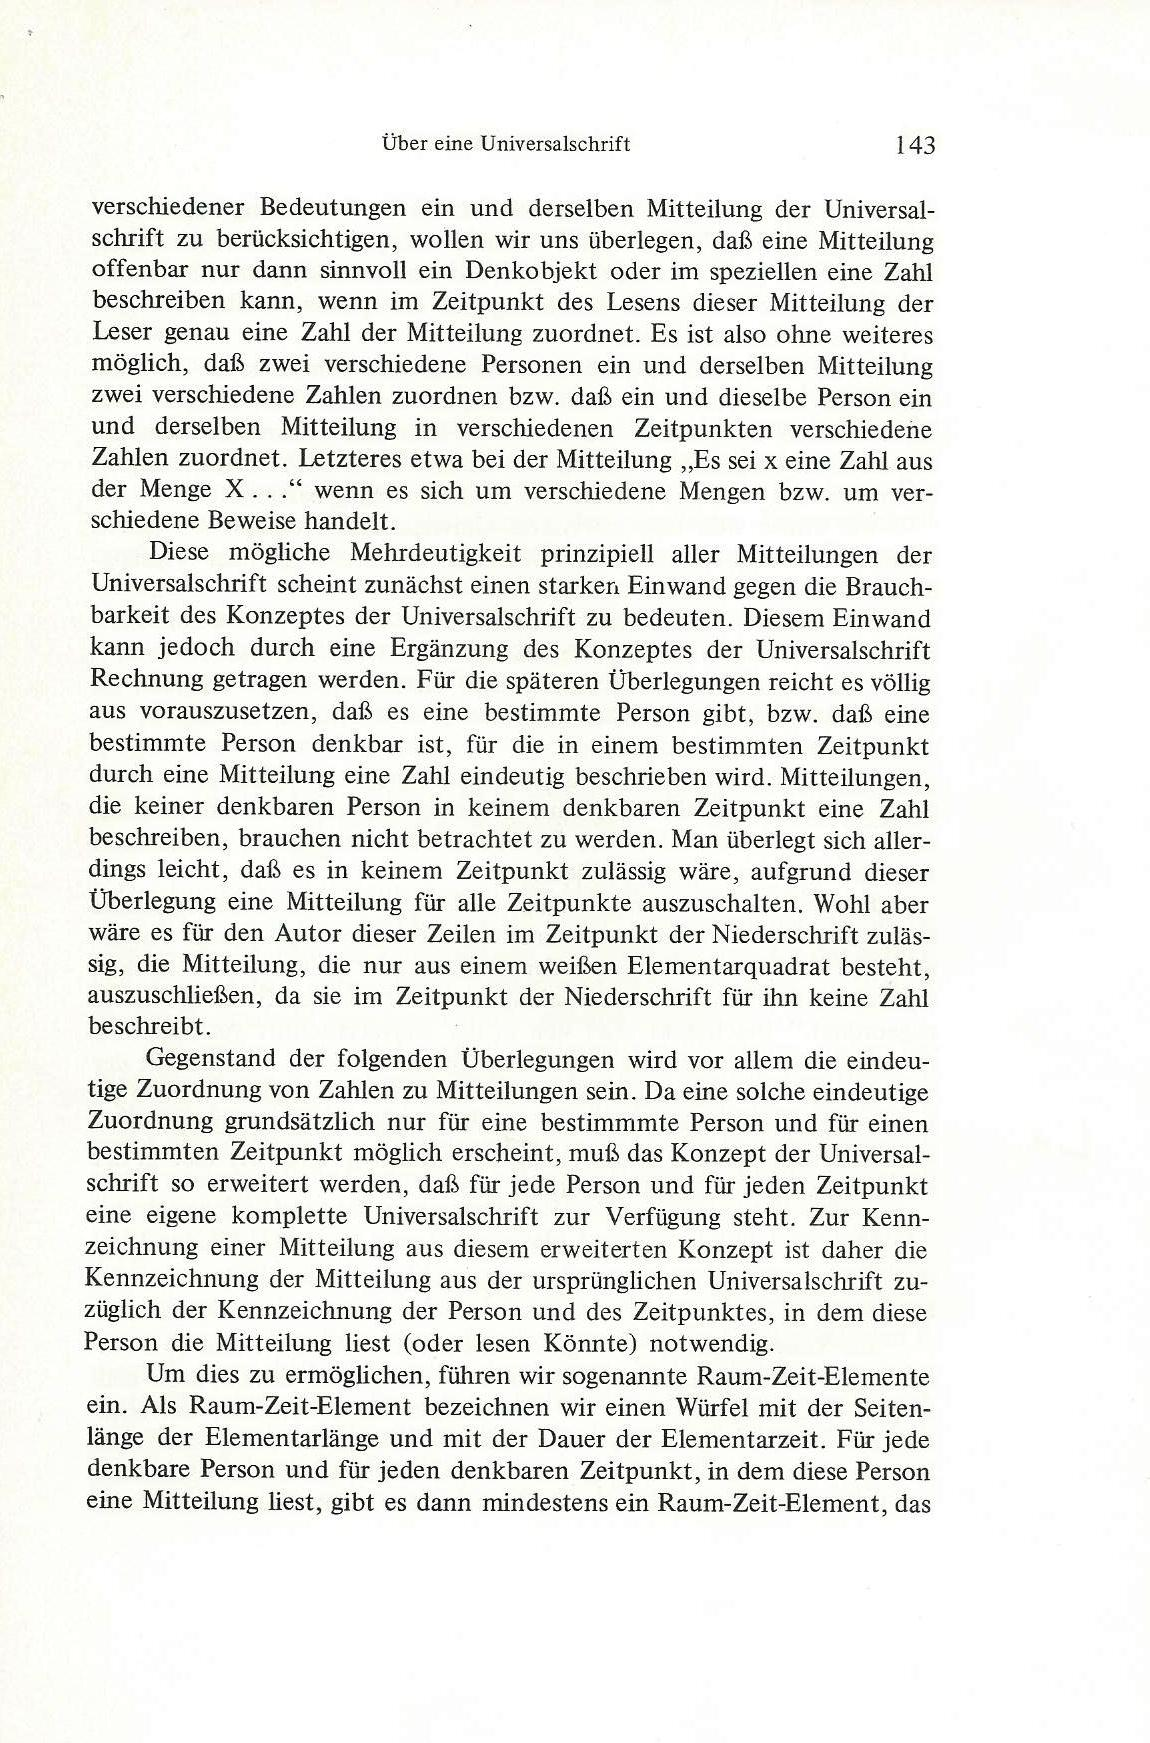 Über eine Universalschrift 143
verschiedener Bedeutungen ein und derselben Mitteilung der Universal-
schrift zu berücksichtigen, wollen wir uns überlegen, daß eine Mitteilung
offenbar nur dann sinnvoll ein Denkobjekt oder im speziellen eine Zahl
beschreiben kann, wenn im Zeitpunkt des Lesens dieser Mitteilung der
Leser genau eine Zahl der Mitteilung zuordnet. Es ist also ohne weiteres
möglich, daß zwei verschiedene Personen ein und derselben Mitteilung
zwei verschiedene Zahlen zuordnen bzw. daß ein und dieselbe Person ein
und derselben Mitteilung in verschiedenen Zeitpunkten verschiedene
Zahlen zuordnet. Letzteres etwa bei der Mitteilung „Es sei x eine Zahl aus
der Menge X . . .“ wenn es sich um verschiedene Mengen bzw. um ver-
schiedene Beweise handelt.
Diese mögliche Mehrdeutigkeit prinzipiell aller Mitteilungen der
Universalschrift scheint zunächst einen starken Einwand gegen die Brauch-
barkeit des Konzeptes der Universalschrift zu bedeuten. Diesem Einwand
kann jedoch durch eine Ergänzung des Konzeptes der Universalschrift
Rechnung getragen werden. Für die späteren Überlegungen reicht es völlig
aus vorauszusetzen, daß es eine bestimmte Person gibt, bzw. daß eine
bestimmte Person denkbar ist, für die in einem bestimmten Zeitpunkt
durch eine Mitteilung eine Zahl eindeutig beschrieben wird. Mitteilungen,
die keiner denkbaren Person in keinem denkbaren Zeitpunkt eine Zahl
beschreiben, brauchen nicht betrachtet zu werden. Man überlegt sich aller-
dings leicht, daß es in keinem Zeitpunkt zulässig wäre, aufgrund dieser
Überlegung eine Mitteilung für alle Zeitpunkte auszuschalten. Wohl aber
wäre es für den Autor dieser Zeilen im Zeitpunkt der Niederschrift zuläs-
sig, die Mitteilung, die nur aus einem weißen Elementarquadrat besteht,
auszuschließen, da sie im Zeitpunkt der Niederschrift für ihn keine Zahl
beschreibt.
Gegenstand der folgenden Überlegungen wird vor allem die eindeu-
tige Zuordnung von Zahlen zu Mitteilungen sein. Da eine solche eindeutige
Zuordnung grundsätzlich nur für eine bestimmmte Person und für einen
bestimmten Zeitpunkt möglich erscheint, muß das Konzept der Universal-
schrift so erweitert werden, daß für jede Person und für jeden Zeitpunkt
eine eigene komplette Universalschrift zur Verfügung steht. Zur Kenn-
zeichnung einer Mitteilung aus diesem erweiterten Konzept ist daher die
Kennzeichnung der Mitteilung aus der ursprünglichen Universalschrift zu-
züglich der Kennzeichnung der Person und des Zeitpunktes, in dem diese
Person die Mitteilung liest (oder lesen Könnte) notwendig.
Um dies zu ermöglichen, führen wir sogenannte Raum-Zeit-Elemente
ein. Als Raum-Zeit-Element bezeichnen wir einen Würfel mit der Seiten-
länge der Elementarlänge und mit der Dauer der Elementarzeit. Für jede
denkbare Person und für jeden denkbaren Zeitpunkt, in dem diese Person
eine Mitteilung liest, gibt es dann mindestens ein Raum-Zeit-Element, das